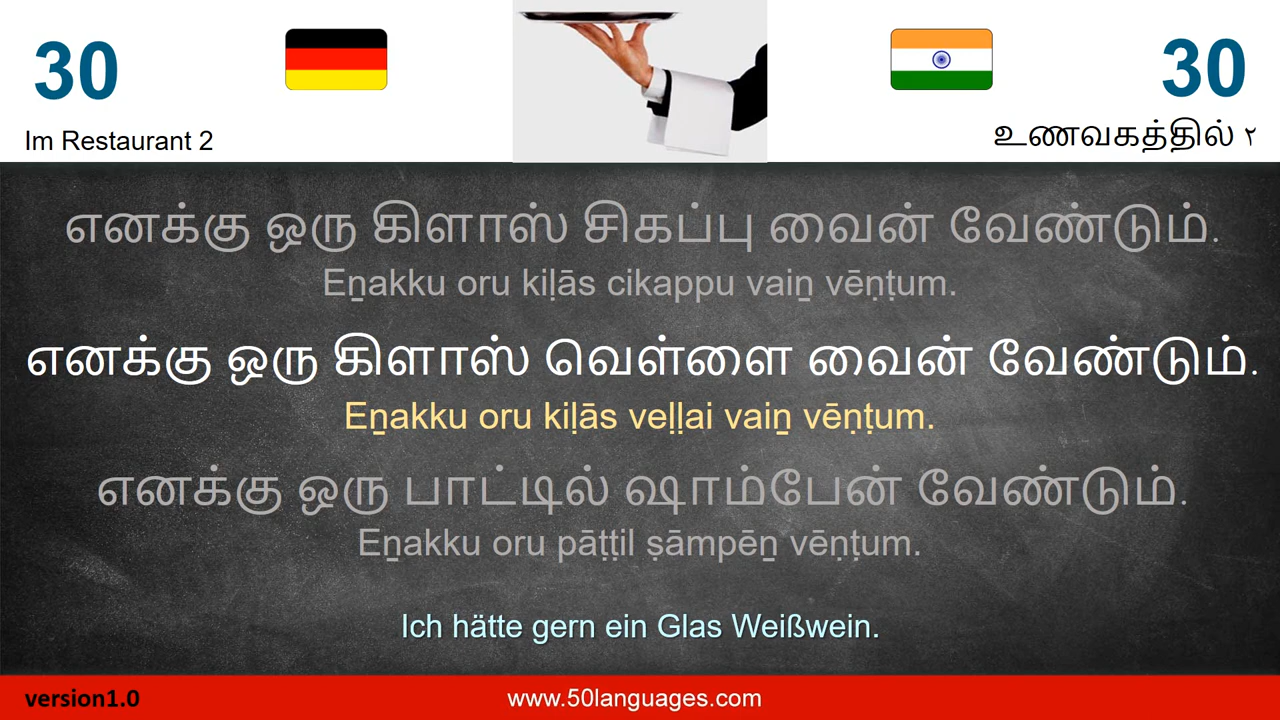 30
30
Im Restaurant 2
உணவகத்தில் २
எனக்கு ஒரு கிளாஸ் சிகப்பு வைன் வேண்டும்.
Eṉakku oru kiḷās cikappu vaiṉ vēṇṭum.
எனக்கு ஒரு கிளாஸ் வெள்ளை வைன் வேண்டும்.
Eṉakku oru kiḷās veḷḷai vaiṉ vēṇṭum.
எனக்கு ஒரு பாட்டில் ஷாம்பேன் வேண்டும்.
Eṉakku oru pāṭṭil ṣāmpēṉ vēṇṭum.
Ich hätte gern ein Glas Weißwein.
version1.0
www.50languages.com